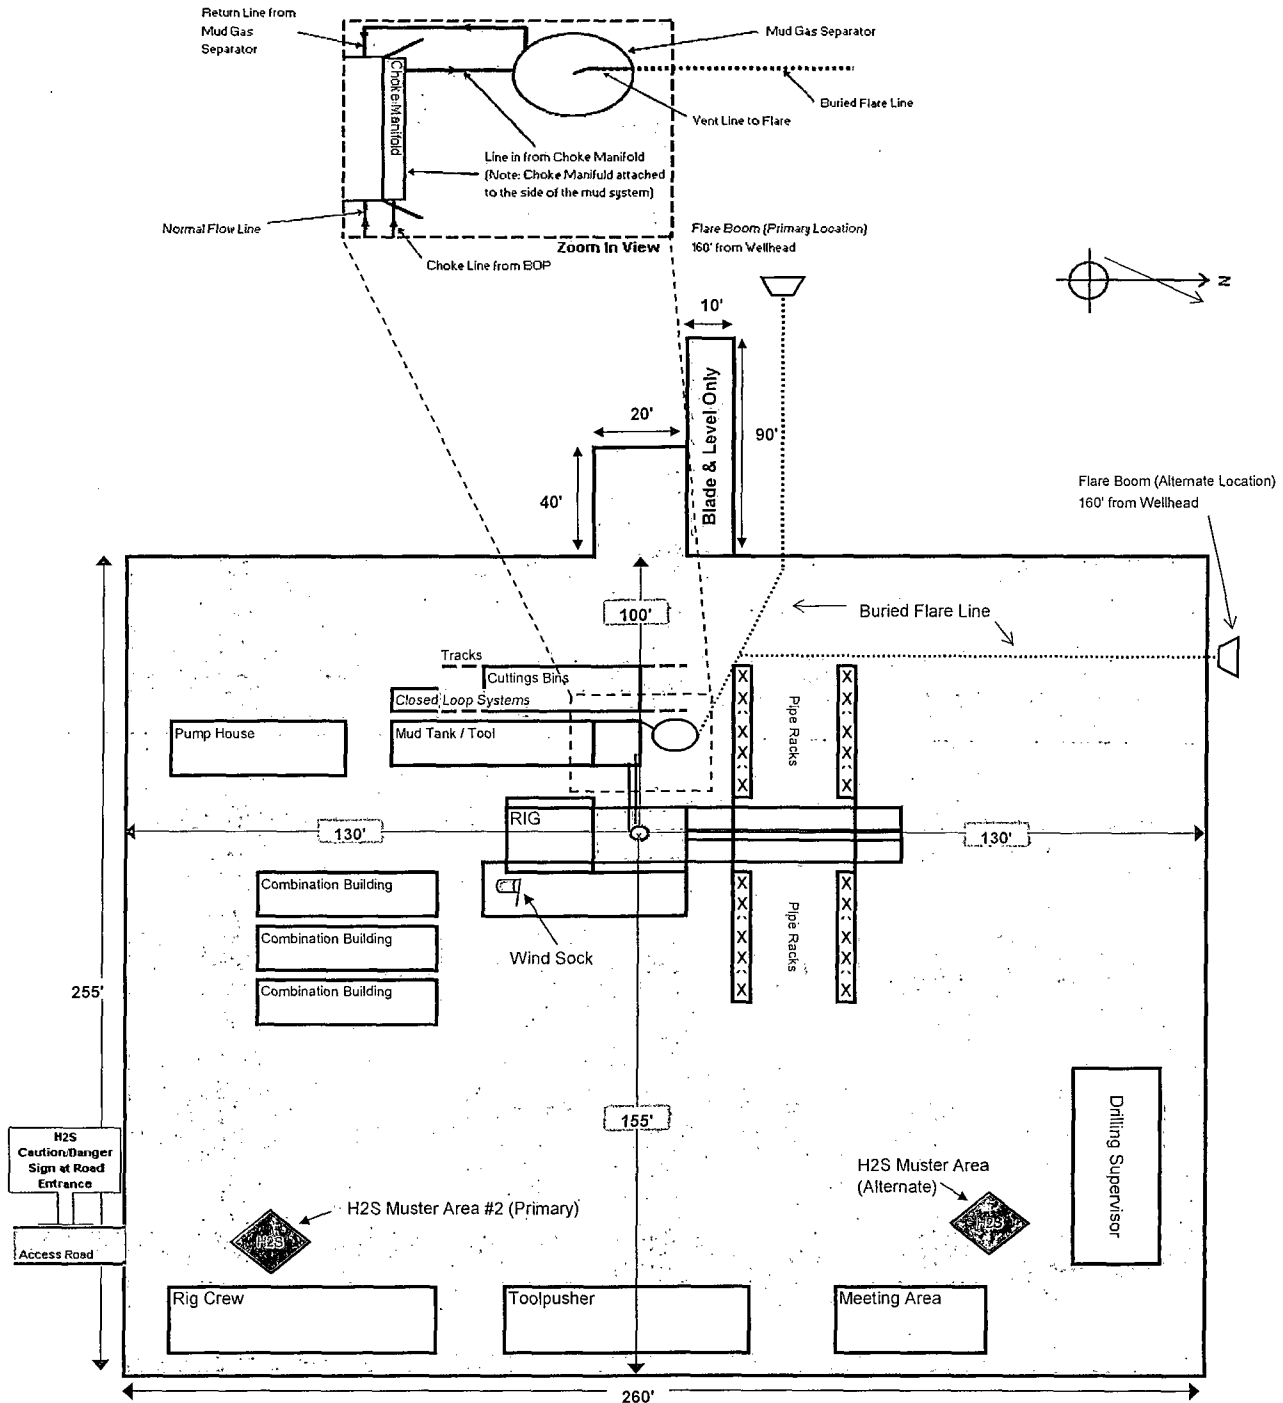 Return Line from
Mud Gas
Separator
Mud Gas Separator
Choke Manifold
Buried Flare Line
Vent Line to Flare
Line in from Choke Manifold
(Note: Choke Manifold attached
to the side of the mud system)
Normal Flow Line
Zoom In View
Choke Line from BOP
Flare Boom (Primary Location)
160' from Wellhead
N
10'
Blade & Level Only
20'
90'
40'
Flare Boom (Alternate Location)
160' from Wellhead
100'
Buried Flare Line
Tracks
Cuttings Bins
Closed Loop Systems
Pump House
Mud Tank / Tool
X
X
X
X
X
Pipe Racks
X
X
X
X
X
RIG
130'
130'
Combination Building
Combination Building
Combination Building
Wind Sock
X
X
X
X
X
Pipe Racks
X
X
X
X
X
255'
155'
Drilling Supervisor
H2S
Caution/Danger
Sign at Road
Entrance
H2S Muster Area
(Alternate)
H2S
H2S Muster Area #2 (Primary)
H2S
Access Road
Rig Crew
Toolpusher
Meeting Area
260'